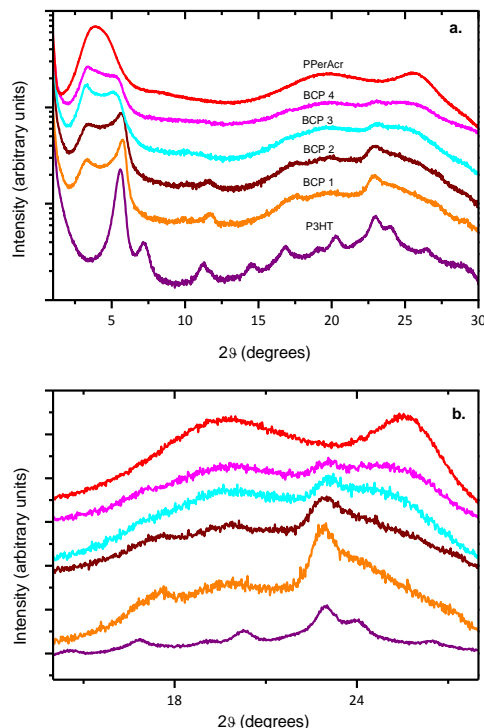 a.
PPerAcr
BCP 4
BCP 3
BCP 2
BCP 1
P3HT
Intensity (arbitrary units)
5 10 15 20 25 30
2ϑ (degrees)
b.
Intensity (arbitrary units)
18 24
2ϑ (degrees)